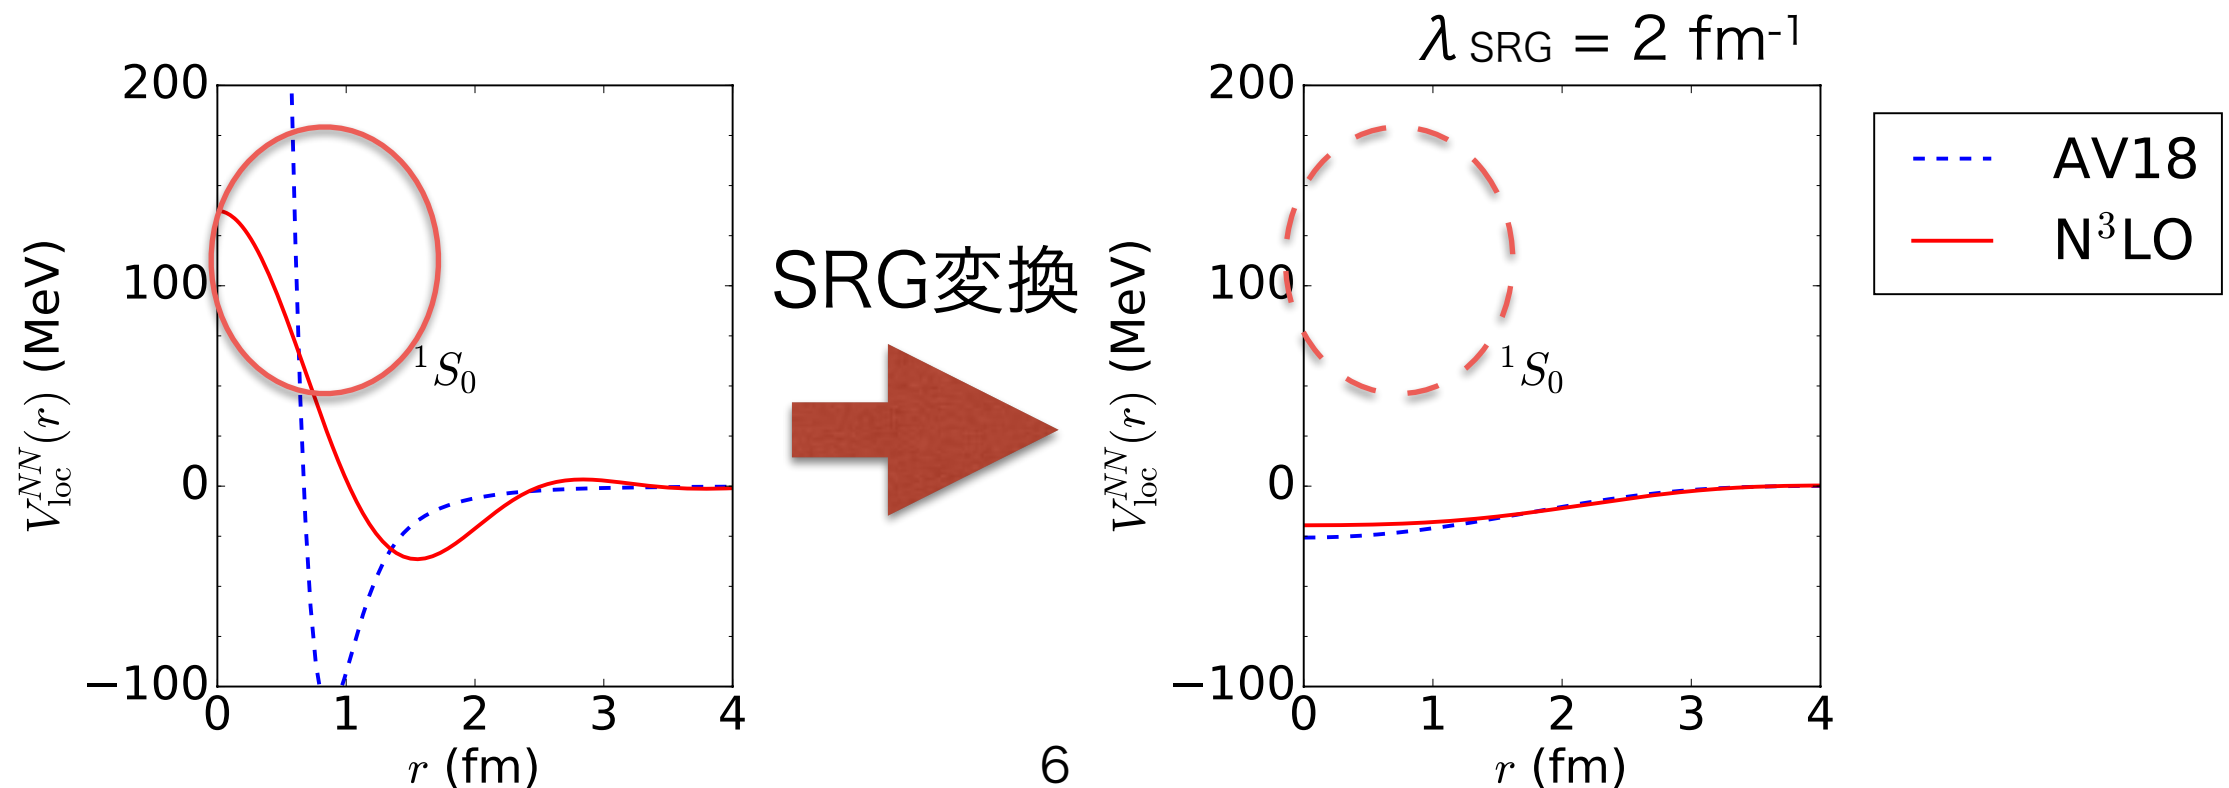 200
100
0
−100
0 1 2 3 4
r (fm)
V_loc^NN(r) (MeV)
¹S₀
SRG変換
λ SRG = 2 fm⁻¹
200
100
0
−100
0 1 2 3 4
r (fm)
V_loc^NN(r) (MeV)
¹S₀
AV18
N³LO
6